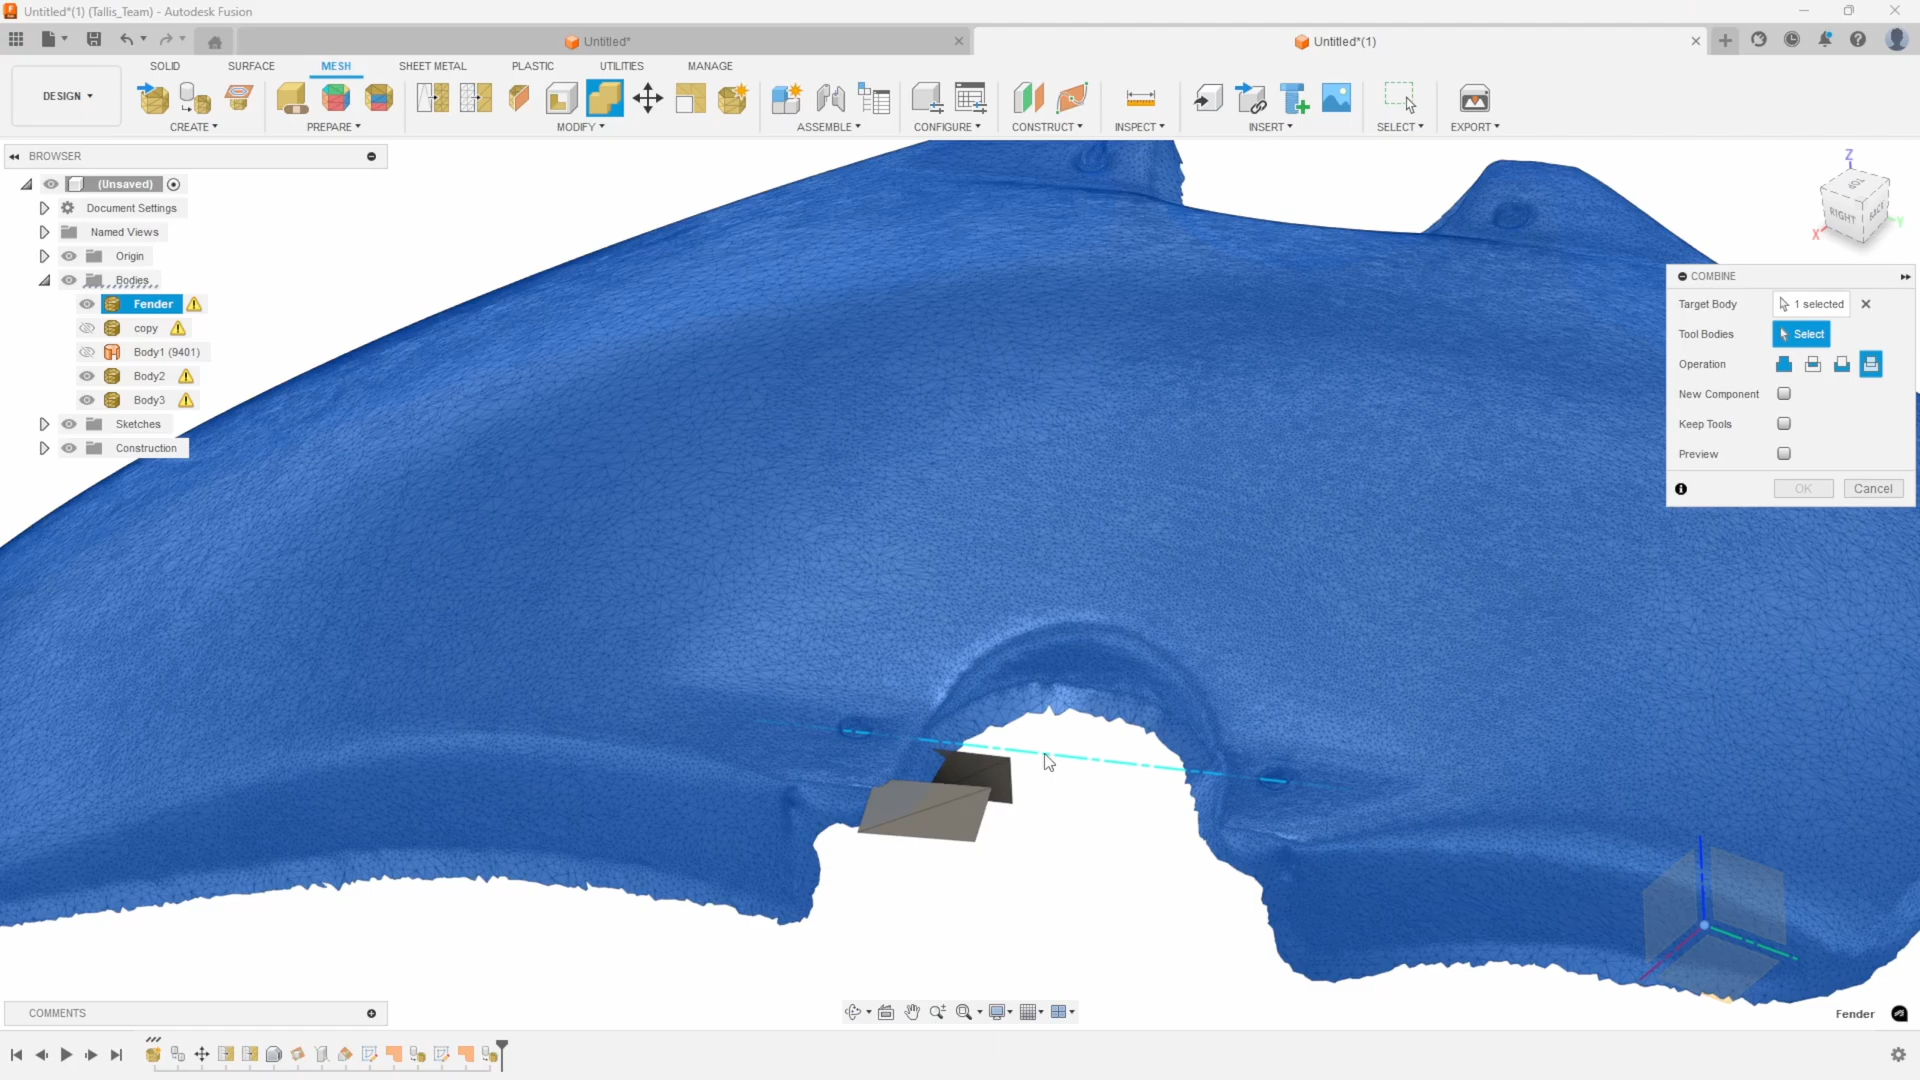 Untitled*(1) (Tallis_Team) - Autodesk Fusion
Untitled*
Untitled*(1)
SOLID SURFACE MESH SHEET METAL PLASTIC UTILITIES MANAGE
DESIGN
CREATE PREPARE MODIFY ASSEMBLE CONFIGURE CONSTRUCT INSPECT INSERT SELECT EXPORT
BROWSER
(Unsaved)
Document Settings
Named Views
Origin
Bodies
Fender
copy
Body1 (9401)
Body2
Body3
Sketches
Construction
Z
TOP
RIGHT
BACK
X
Y
COMBINE
Target Body 1 selected
Tool Bodies Select
Operation
New Component
Keep Tools
Preview
OK Cancel
COMMENTS
Fender